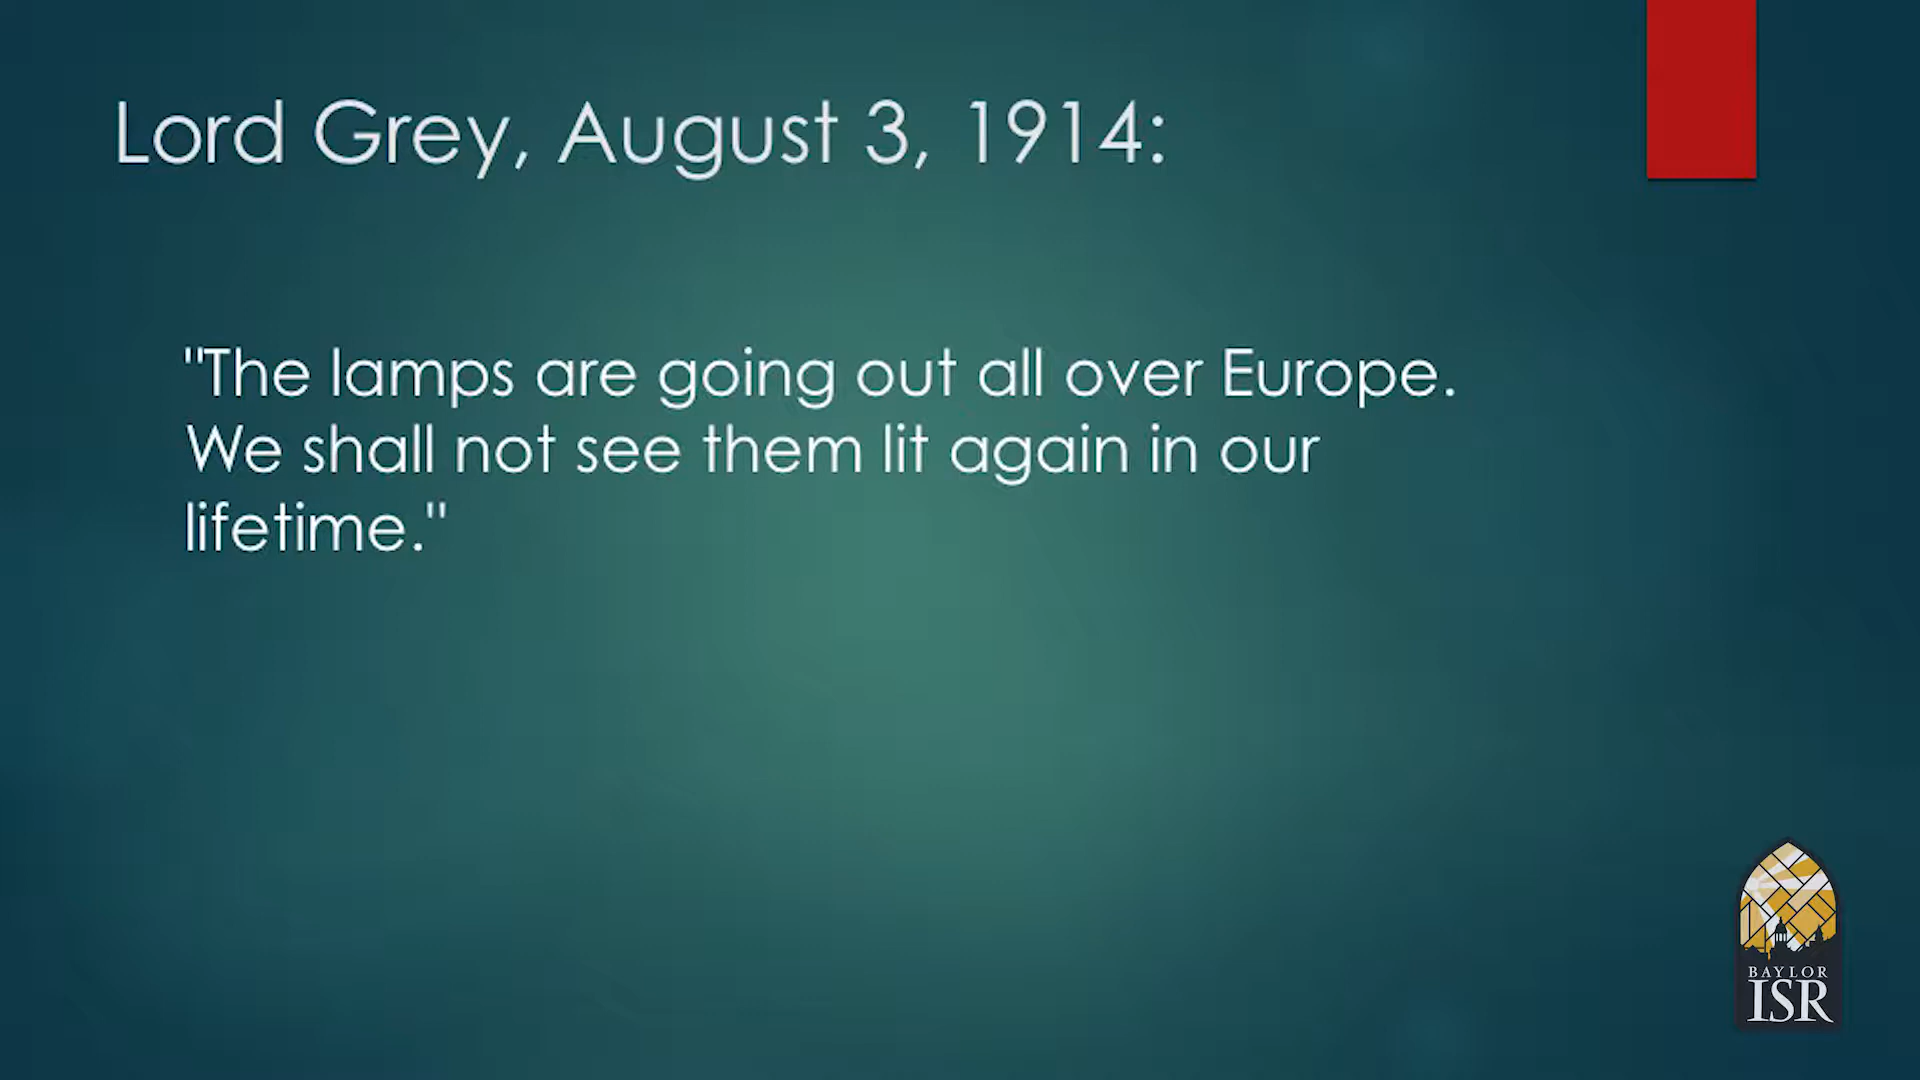 Lord Grey, August 3, 1914:
"The lamps are going out all over Europe.
We shall not see them lit again in our
lifetime."
BAYLOR
ISR